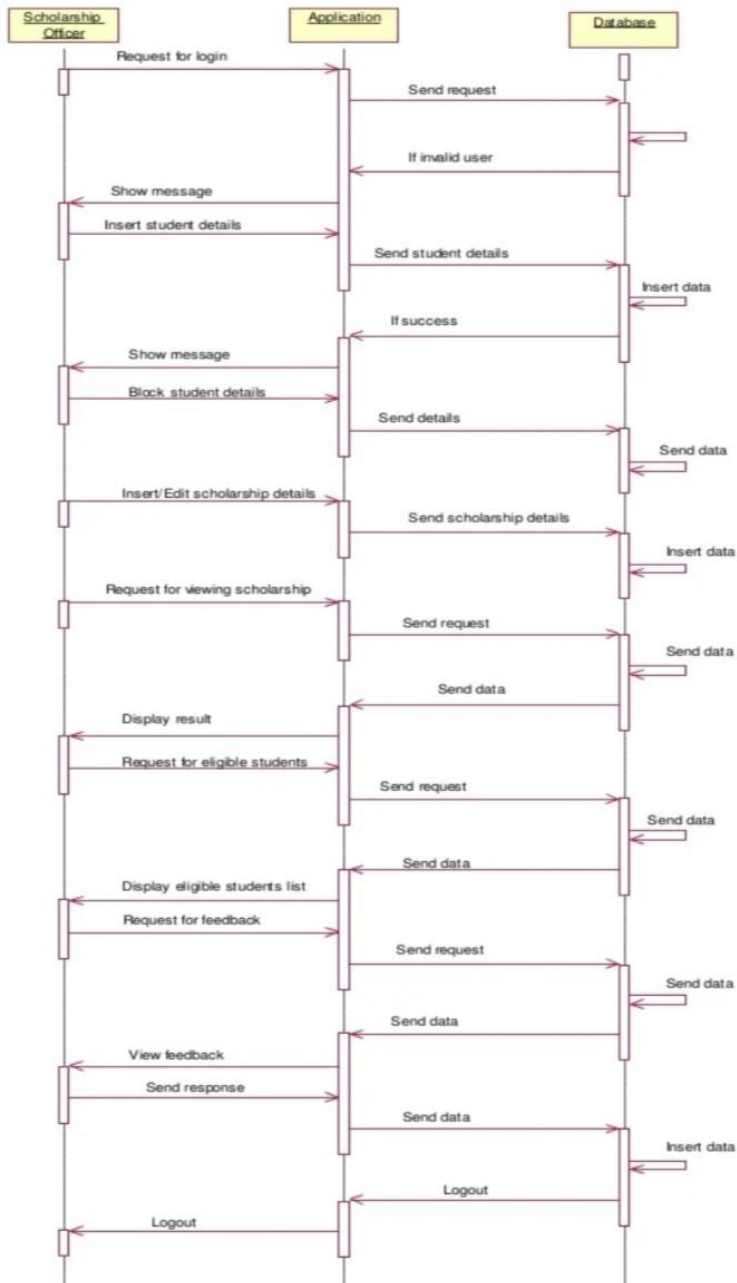 Scholarship
Officer
Application
Database
Request for login
Send request
If invalid user
Show message
Insert student details
Send student details
Insert data
If success
Show message
Block student details
Send details
Send data
Insert/Edit scholarship details
Send scholarship details
Insert data
Request for viewing scholarship
Send request
Send data
Send data
Display result
Request for eligible students
Send request
Send data
Send data
Display eligible students list
Request for feedback
Send request
Send data
Send data
View feedback
Send response
Send data
Insert data
Logout
Logout